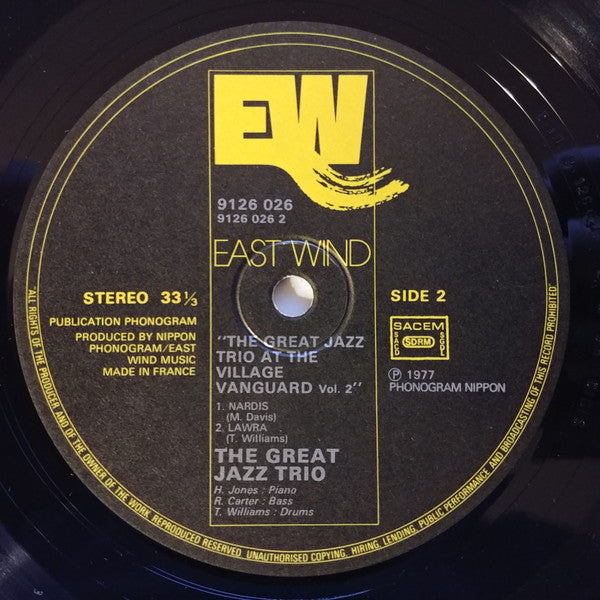 EW
9126 026
9126 026 2
EAST WIND
STEREO 33 1/3
SIDE 2
PUBLICATION PHONOGRAM
PRODUCED BY NIPPON
PHONOGRAM/EAST
WIND MUSIC
MADE IN FRANCE
SACEM
SACD SDRM SGDL
Ⓟ 1977
PHONOGRAM NIPPON
"THE GREAT JAZZ
TRIO AT THE
VILLAGE
VANGUARD Vol. 2"
1. NARDIS
(M. Davis)
2. LAWRA
(T. Williams)
THE GREAT
JAZZ TRIO
H. Jones : Piano
R. Carter : Bass
T. Williams : Drums
"ALL RIGHTS OF THE PRODUCER AND OF THE OWNER OF THE WORK REPRODUCED RESERVED. UNAUTHORISED COPYING, HIRING, LENDING, PUBLIC PERFORMANCE AND BROADCASTING OF THIS RECORD PROHIBITED"